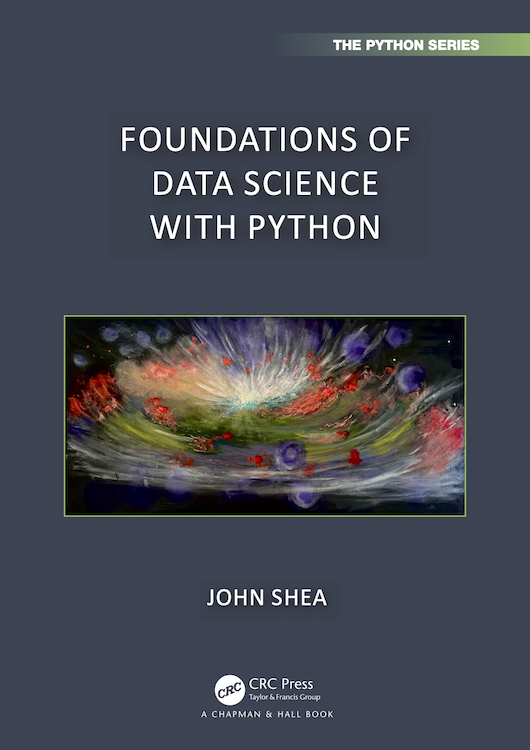 THE PYTHON SERIES
FOUNDATIONS OF
DATA SCIENCE
WITH PYTHON
JOHN SHEA
CRC
CRC Press
Taylor & Francis Group
A CHAPMAN & HALL BOOK